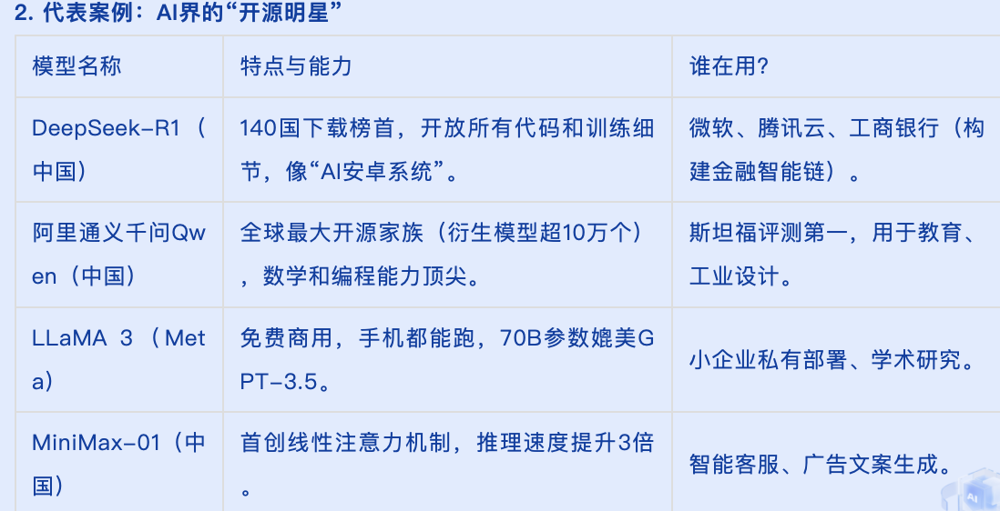 2. 代表案例：AI界的“开源明星”
模型名称
特点与能力
谁在用？
DeepSeek-R1（
中国）
140国下载榜首，开放所有代码和训练细
节，像“AI安卓系统”。
微软、腾讯云、工商银行（构
建金融智能链）。
阿里通义千问Qw
en（中国）
全球最大开源家族（衍生模型超10万个）
，数学和编程能力顶尖。
斯坦福评测第一，用于教育、
工业设计。
LLaMA 3（Met
a）
免费商用，手机都能跑，70B参数媲美G
PT-3.5。
小企业私有部署、学术研究。
MiniMax-01（中
国）
首创线性注意力机制，推理速度提升3倍
。
智能客服、广告文案生成。
AI